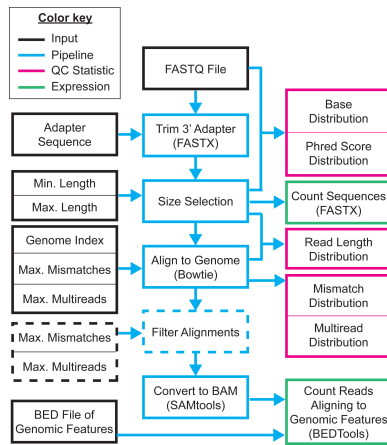 Color key
Input
Pipeline
QC Statistic
Expression
FASTQ File
Adapter
Sequence
Trim 3' Adapter
(FASTX)
Base
Distribution
Phred Score
Distribution
Min. Length
Max. Length
Size Selection
Count Sequences
(FASTX)
Genome Index
Max. Mismatches
Max. Multireads
Align to Genome
(Bowtie)
Read Length
Distribution
Mismatch
Distribution
Multiread
Distribution
Max. Mismatches
Max. Multireads
Filter Alignments
Convert to BAM
(SAMtools)
Count Reads
Aligning to
Genomic Features
(BEDTools)
BED File of
Genomic Features